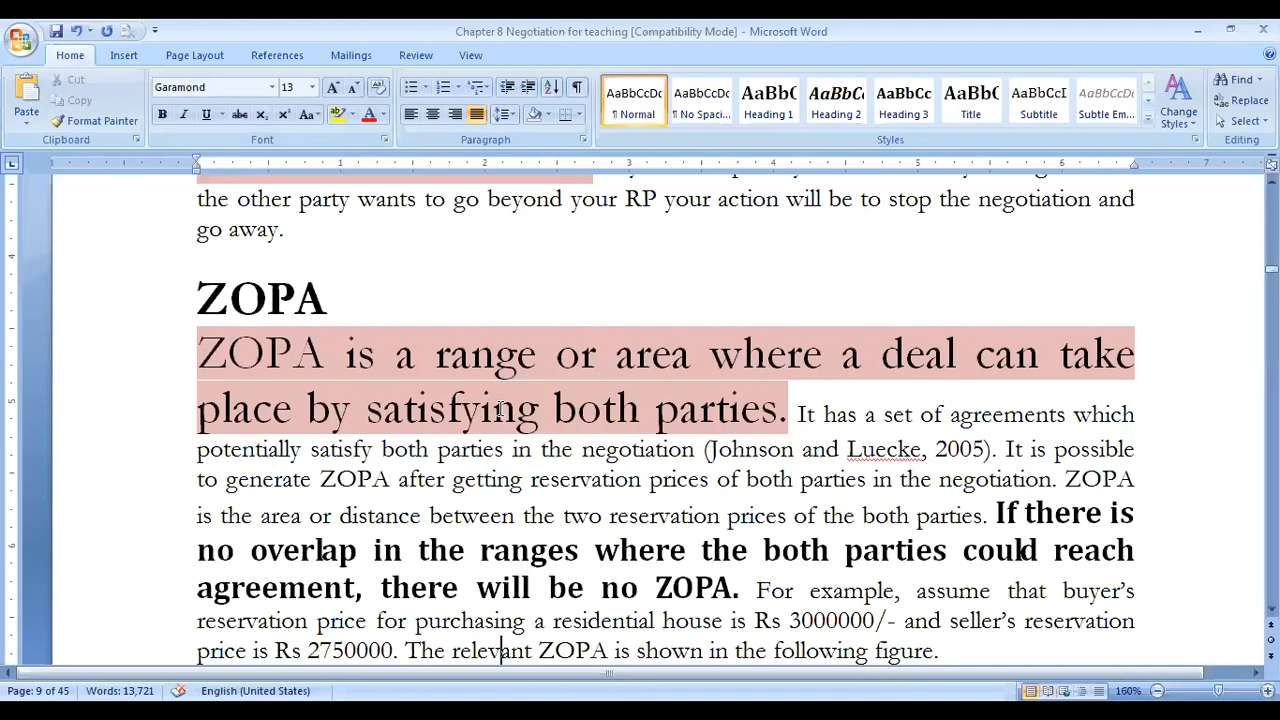 Chapter 8 Negotiation for teaching [Compatibility Mode] - Microsoft Word
Home Insert Page Layout References Mailings Review View
Paste
Cut
Copy
Format Painter
Clipboard
Garamond 13
Font
Paragraph
AaBbCcDc AaBbCcDc AaBbC AaBbCc AaBbCc AaBbC AaBbCcI AaBbCcDc
¶ Normal ¶ No Spaci... Heading 1 Heading 2 Heading 3 Title Subtitle Subtle Em...
Change Styles
Styles
Find
Replace
Select
Editing
1 2 3 4 5 6 7
the other party wants to go beyond your RP your action will be to stop the negotiation and
go away.
ZOPA
ZOPA is a range or area where a deal can take
place by satisfying both parties. It has a set of agreements which
potentially satisfy both parties in the negotiation (Johnson and Luecke, 2005). It is possible
to generate ZOPA after getting reservation prices of both parties in the negotiation. ZOPA
is the area or distance between the two reservation prices of the both parties. If there is
no overlap in the ranges where the both parties could reach
agreement, there will be no ZOPA. For example, assume that buyer's
reservation price for purchasing a residential house is Rs 3000000/- and seller's reservation
price is Rs 2750000. The relevant ZOPA is shown in the following figure.
Page: 9 of 45 Words: 13,721 English (United States) 160%